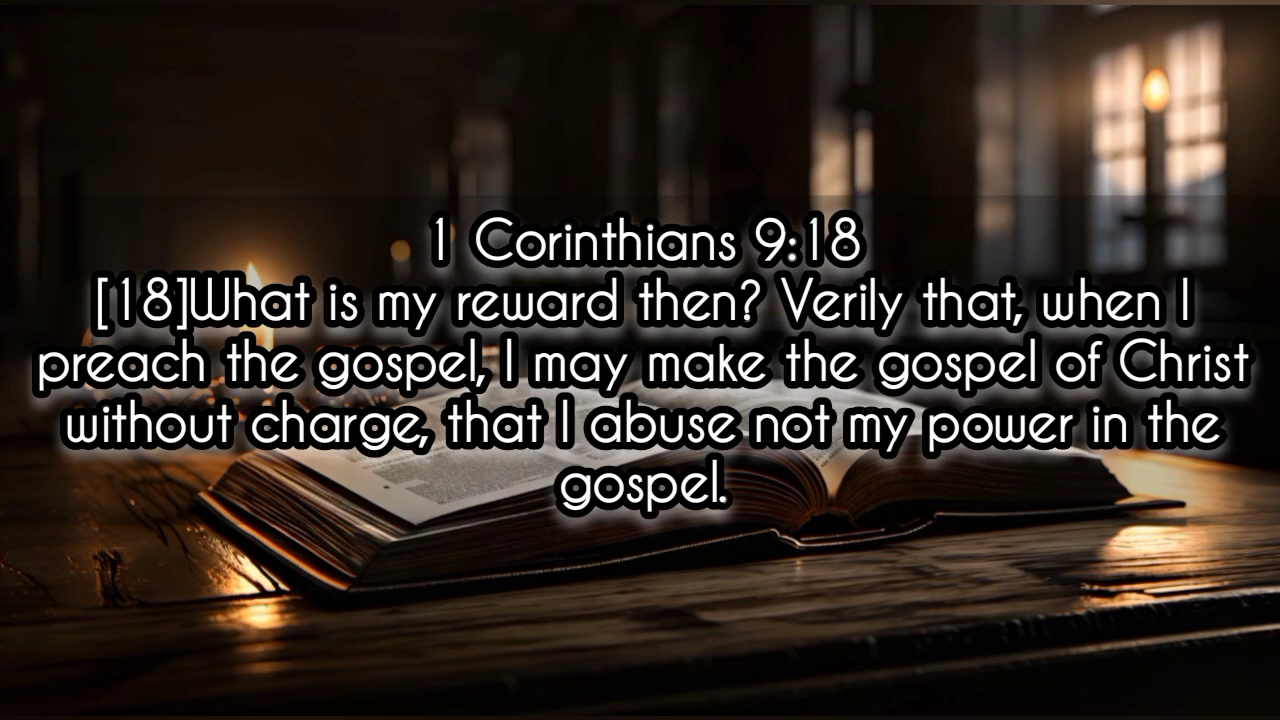 1 Corinthians 9:18
[18]What is my reward then? Verily that, when I
preach the gospel, I may make the gospel of Christ
without charge, that I abuse not my power in the
gospel.